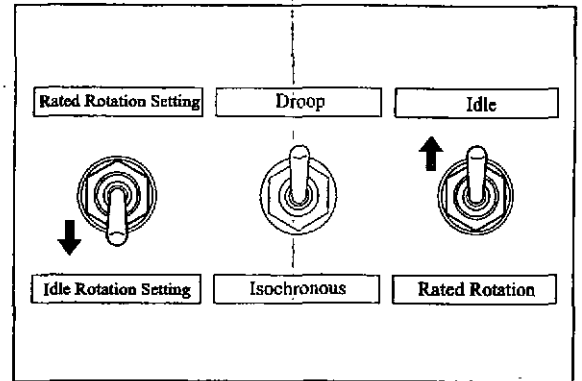 Rated Rotation Setting
Droop
Idle
Idle Rotation Setting
Isochronous
Rated Rotation